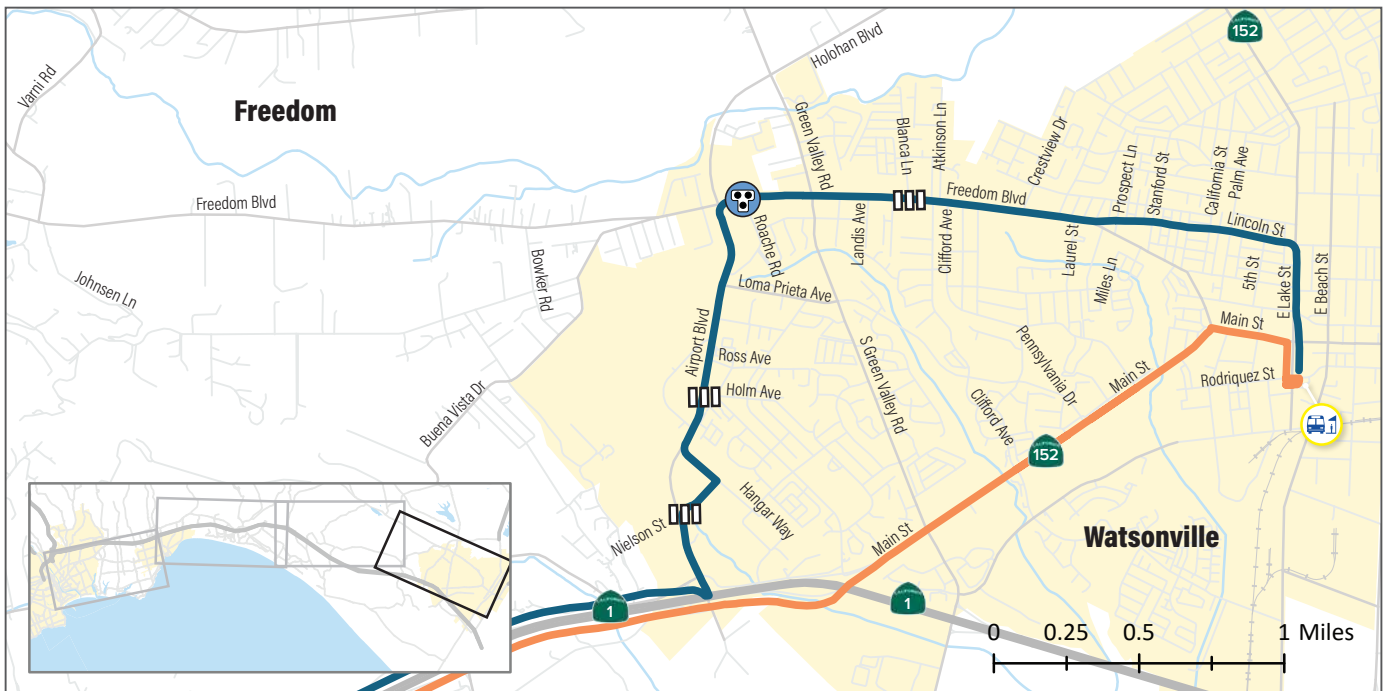 CALIFORNIA
152
Holohan Blvd
Varni Rd
Freedom
Green Valley Rd
Blanca Ln
Atkinson Ln
Crestview Dr
Prospect Ln
Stanford St
California St
Palm Ave
Freedom Blvd
Freedom Blvd
Roache Rd
Landis Ave
Clifford Ave
Laurel St
Miles Ln
Lincoln St
5th St
E Lake St
E Beach St
Johnsen Ln
Bowker Rd
Loma Prieta Ave
Main St
Airport Blvd
Ross Ave
Holm Ave
S Green Valley Rd
Pennsylvania Dr
Main St
Rodriquez St
Buena Vista Dr
Clifford Ave
CALIFORNIA
152
Hangar Way
Nielson St
Main St
Watsonville
CALIFORNIA
1
CALIFORNIA
1
0 0.25 0.5 1 Miles